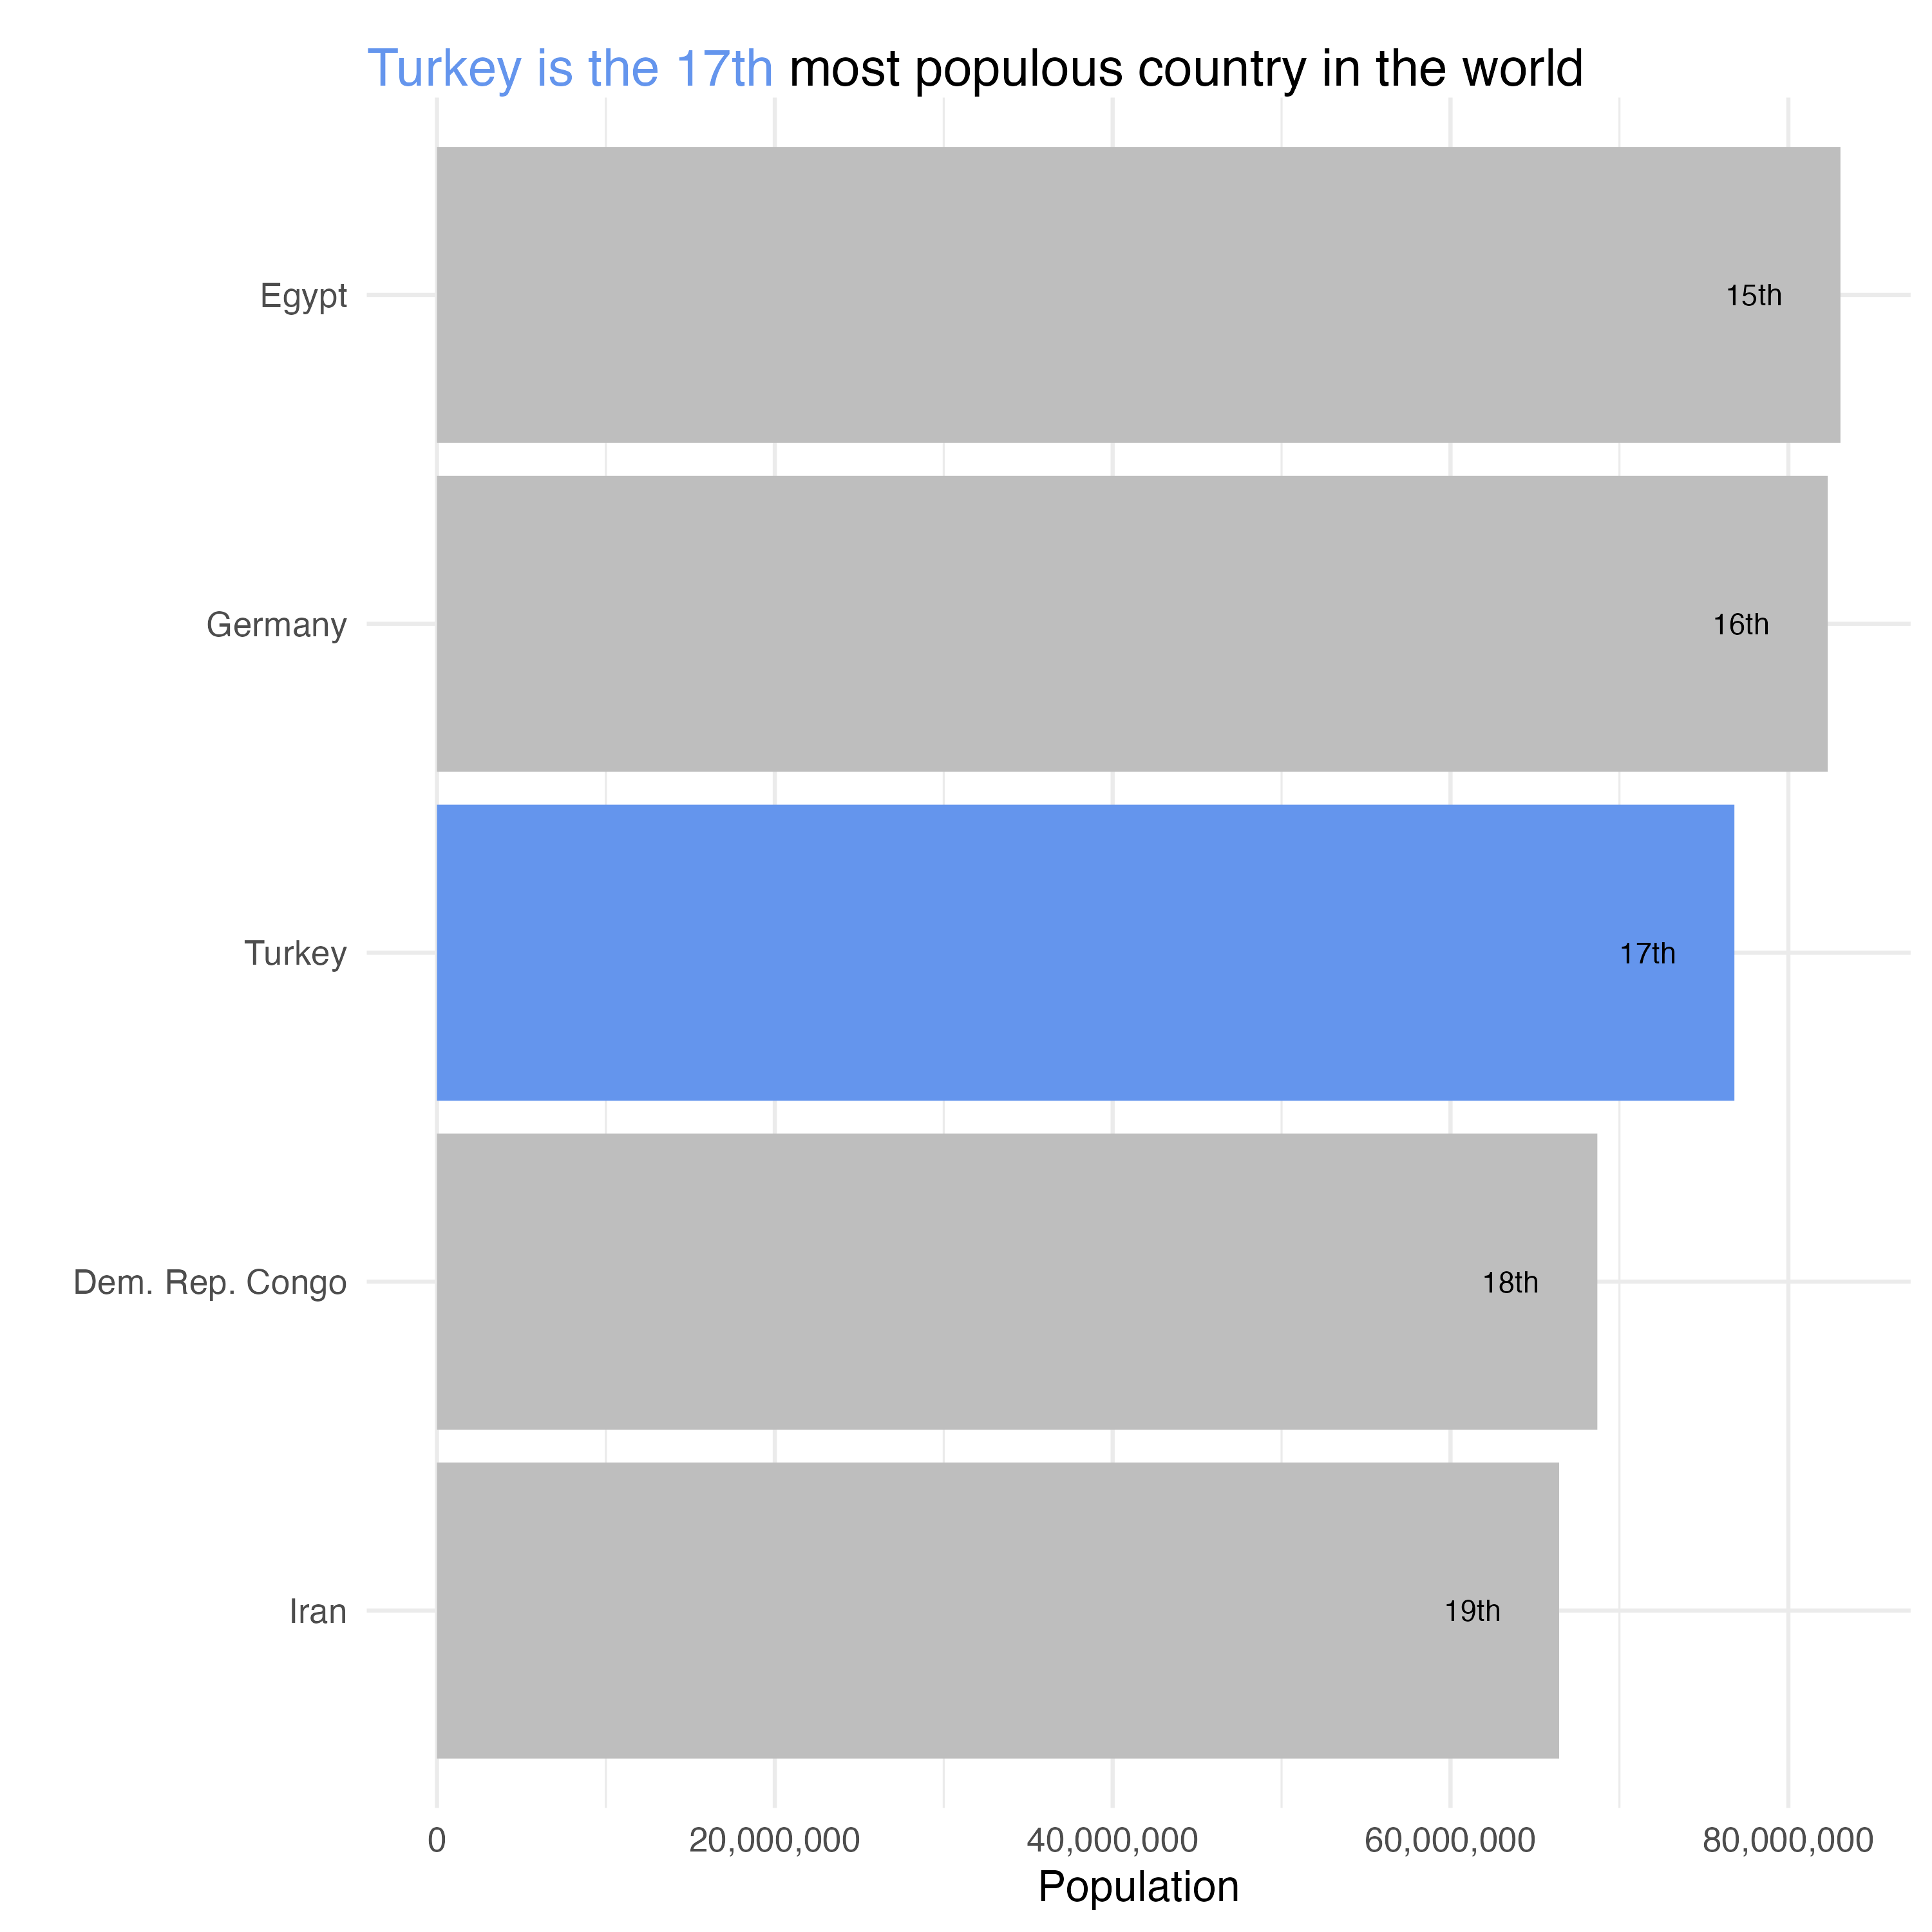 Turkey is the 17th most populous country in the world
Egypt
15th
Germany
16th
Turkey
17th
Dem. Rep. Congo
18th
Iran
19th
0 20,000,000 40,000,000 60,000,000 80,000,000
Population